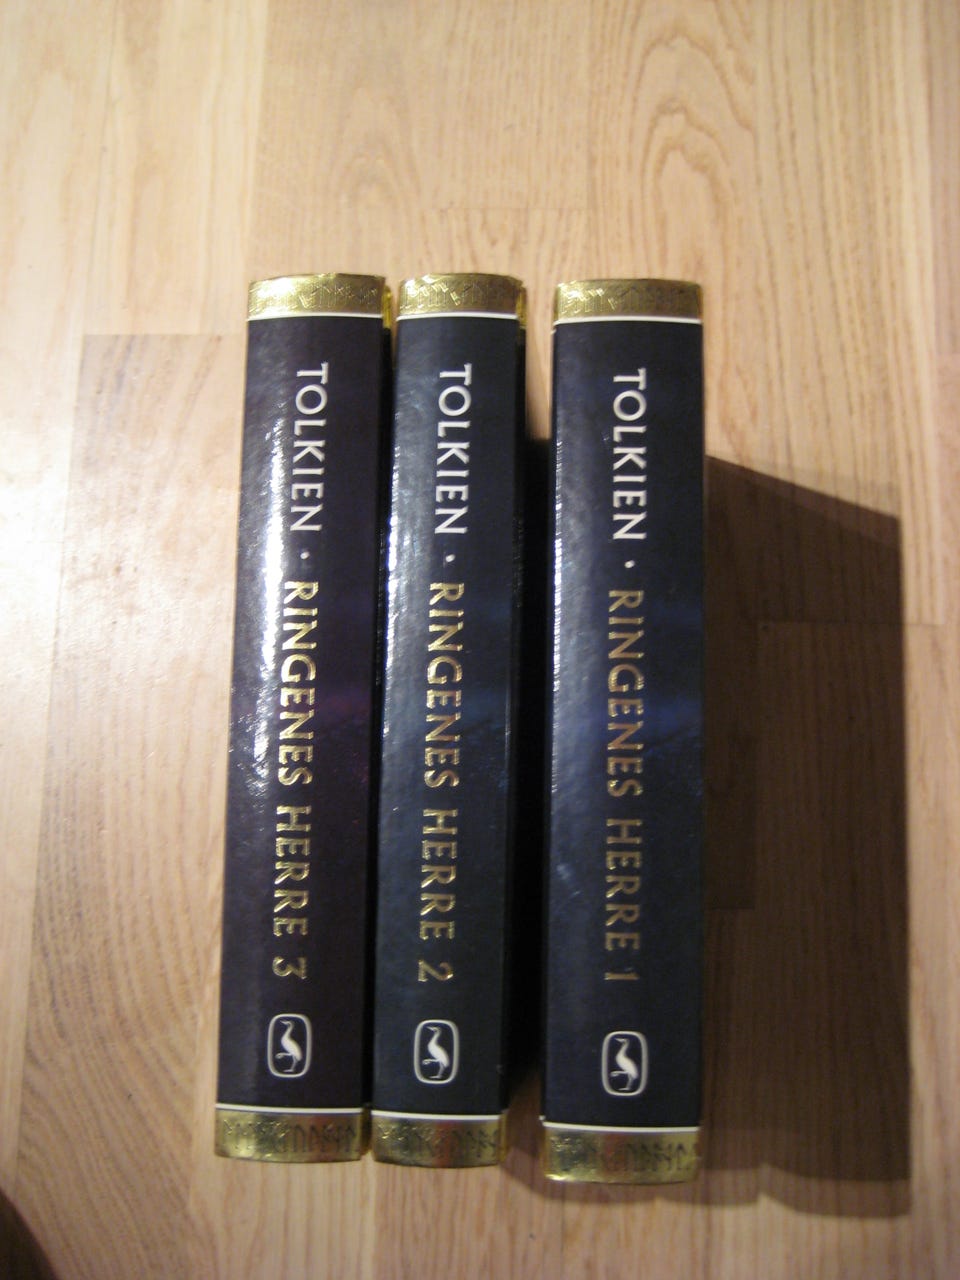 TOLKIEN · RINGENES HERRE 3
TOLKIEN · RINGENES HERRE 2
TOLKIEN · RINGENES HERRE 1